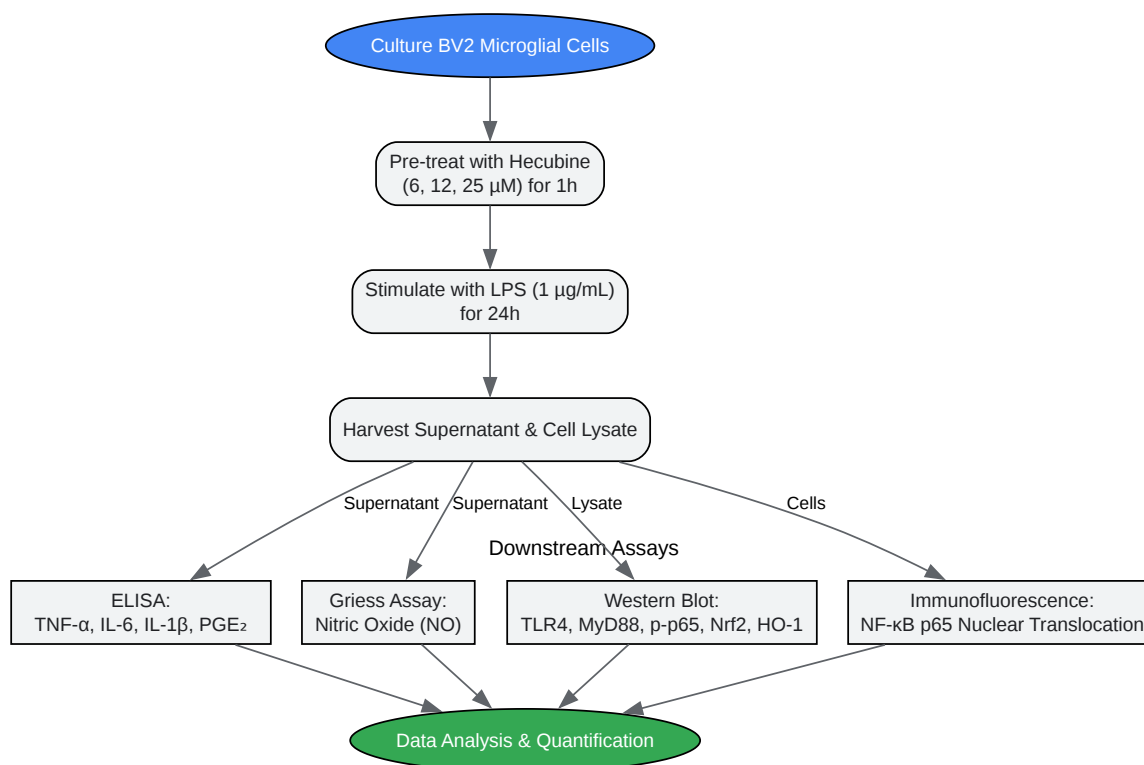 Culture BV2 Microglial Cells
Pre-treat with Hecubine
(6, 12, 25 µM) for 1h
Stimulate with LPS (1 µg/mL)
for 24h
Harvest Supernatant & Cell Lysate
Supernatant
Supernatant
Lysate
Cells
Downstream Assays
ELISA:
TNF-α, IL-6, IL-1β, PGE₂
Griess Assay:
Nitric Oxide (NO)
Western Blot:
TLR4, MyD88, p-p65, Nrf2, HO-1
Immunofluorescence:
NF-κB p65 Nuclear Translocation
Data Analysis & Quantification